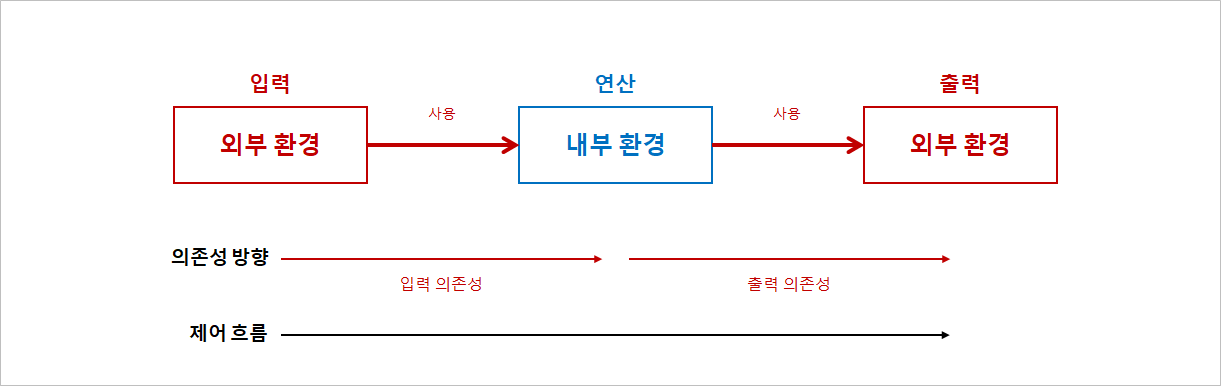 입력
연산
출력
외부 환경
사용
내부 환경
사용
외부 환경
의존성 방향
입력 의존성
출력 의존성
제어 흐름